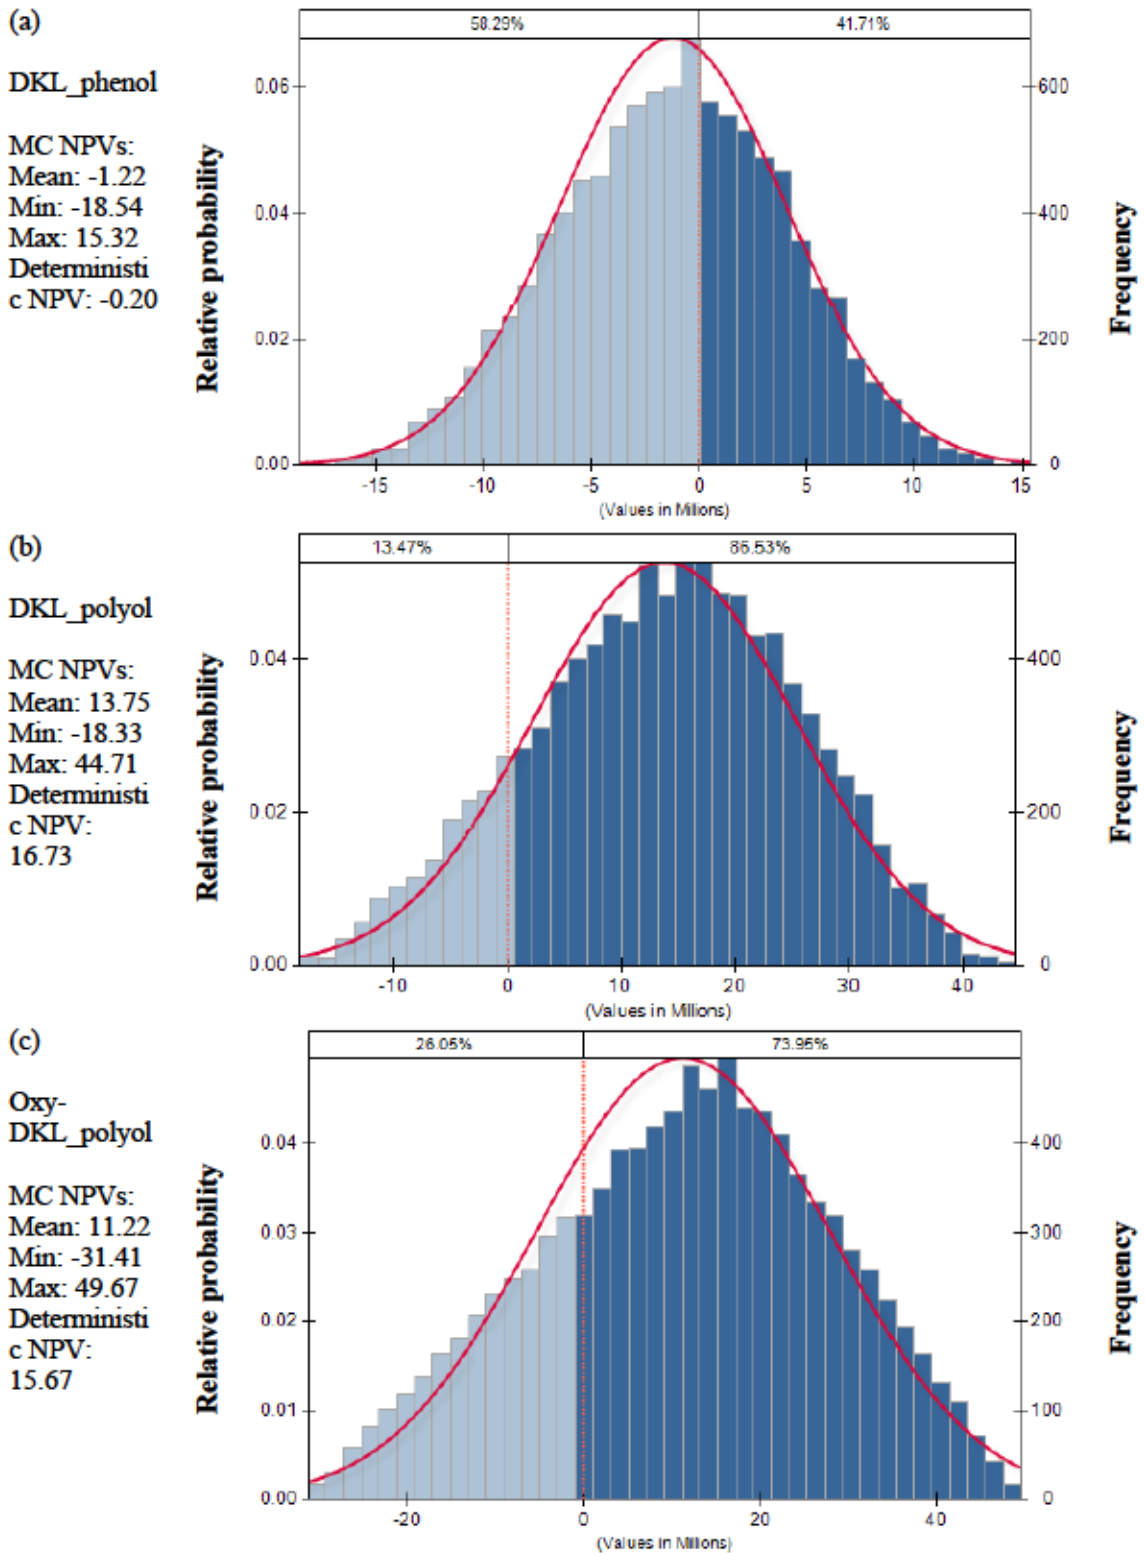 (a)
DKL_phenol
MC NPVs:
Mean: -1.22
Min: -18.54
Max: 15.32
Deterministi
c NPV: -0.20
58.29%
41.71%
Relative probability
0.06
0.04
0.02
0.00
600
400
200
0
Frequency
-15
-10
-5
0
5
10
15
(Values in Millions)
(b)
DKL_polyol
MC NPVs:
Mean: 13.75
Min: -18.33
Max: 44.71
Deterministi
c NPV:
16.73
13.47%
86.53%
Relative probability
0.04
0.02
0.00
400
200
0
Frequency
-10
0
10
20
30
40
(Values in Millions)
(c)
Oxy-
DKL_polyol
MC NPVs:
Mean: 11.22
Min: -31.41
Max: 49.67
Deterministi
c NPV:
15.67
26.05%
73.95%
Relative probability
0.04
0.03
0.02
0.01
0.00
400
300
200
100
0
Frequency
-20
0
20
40
(Values in Millions)